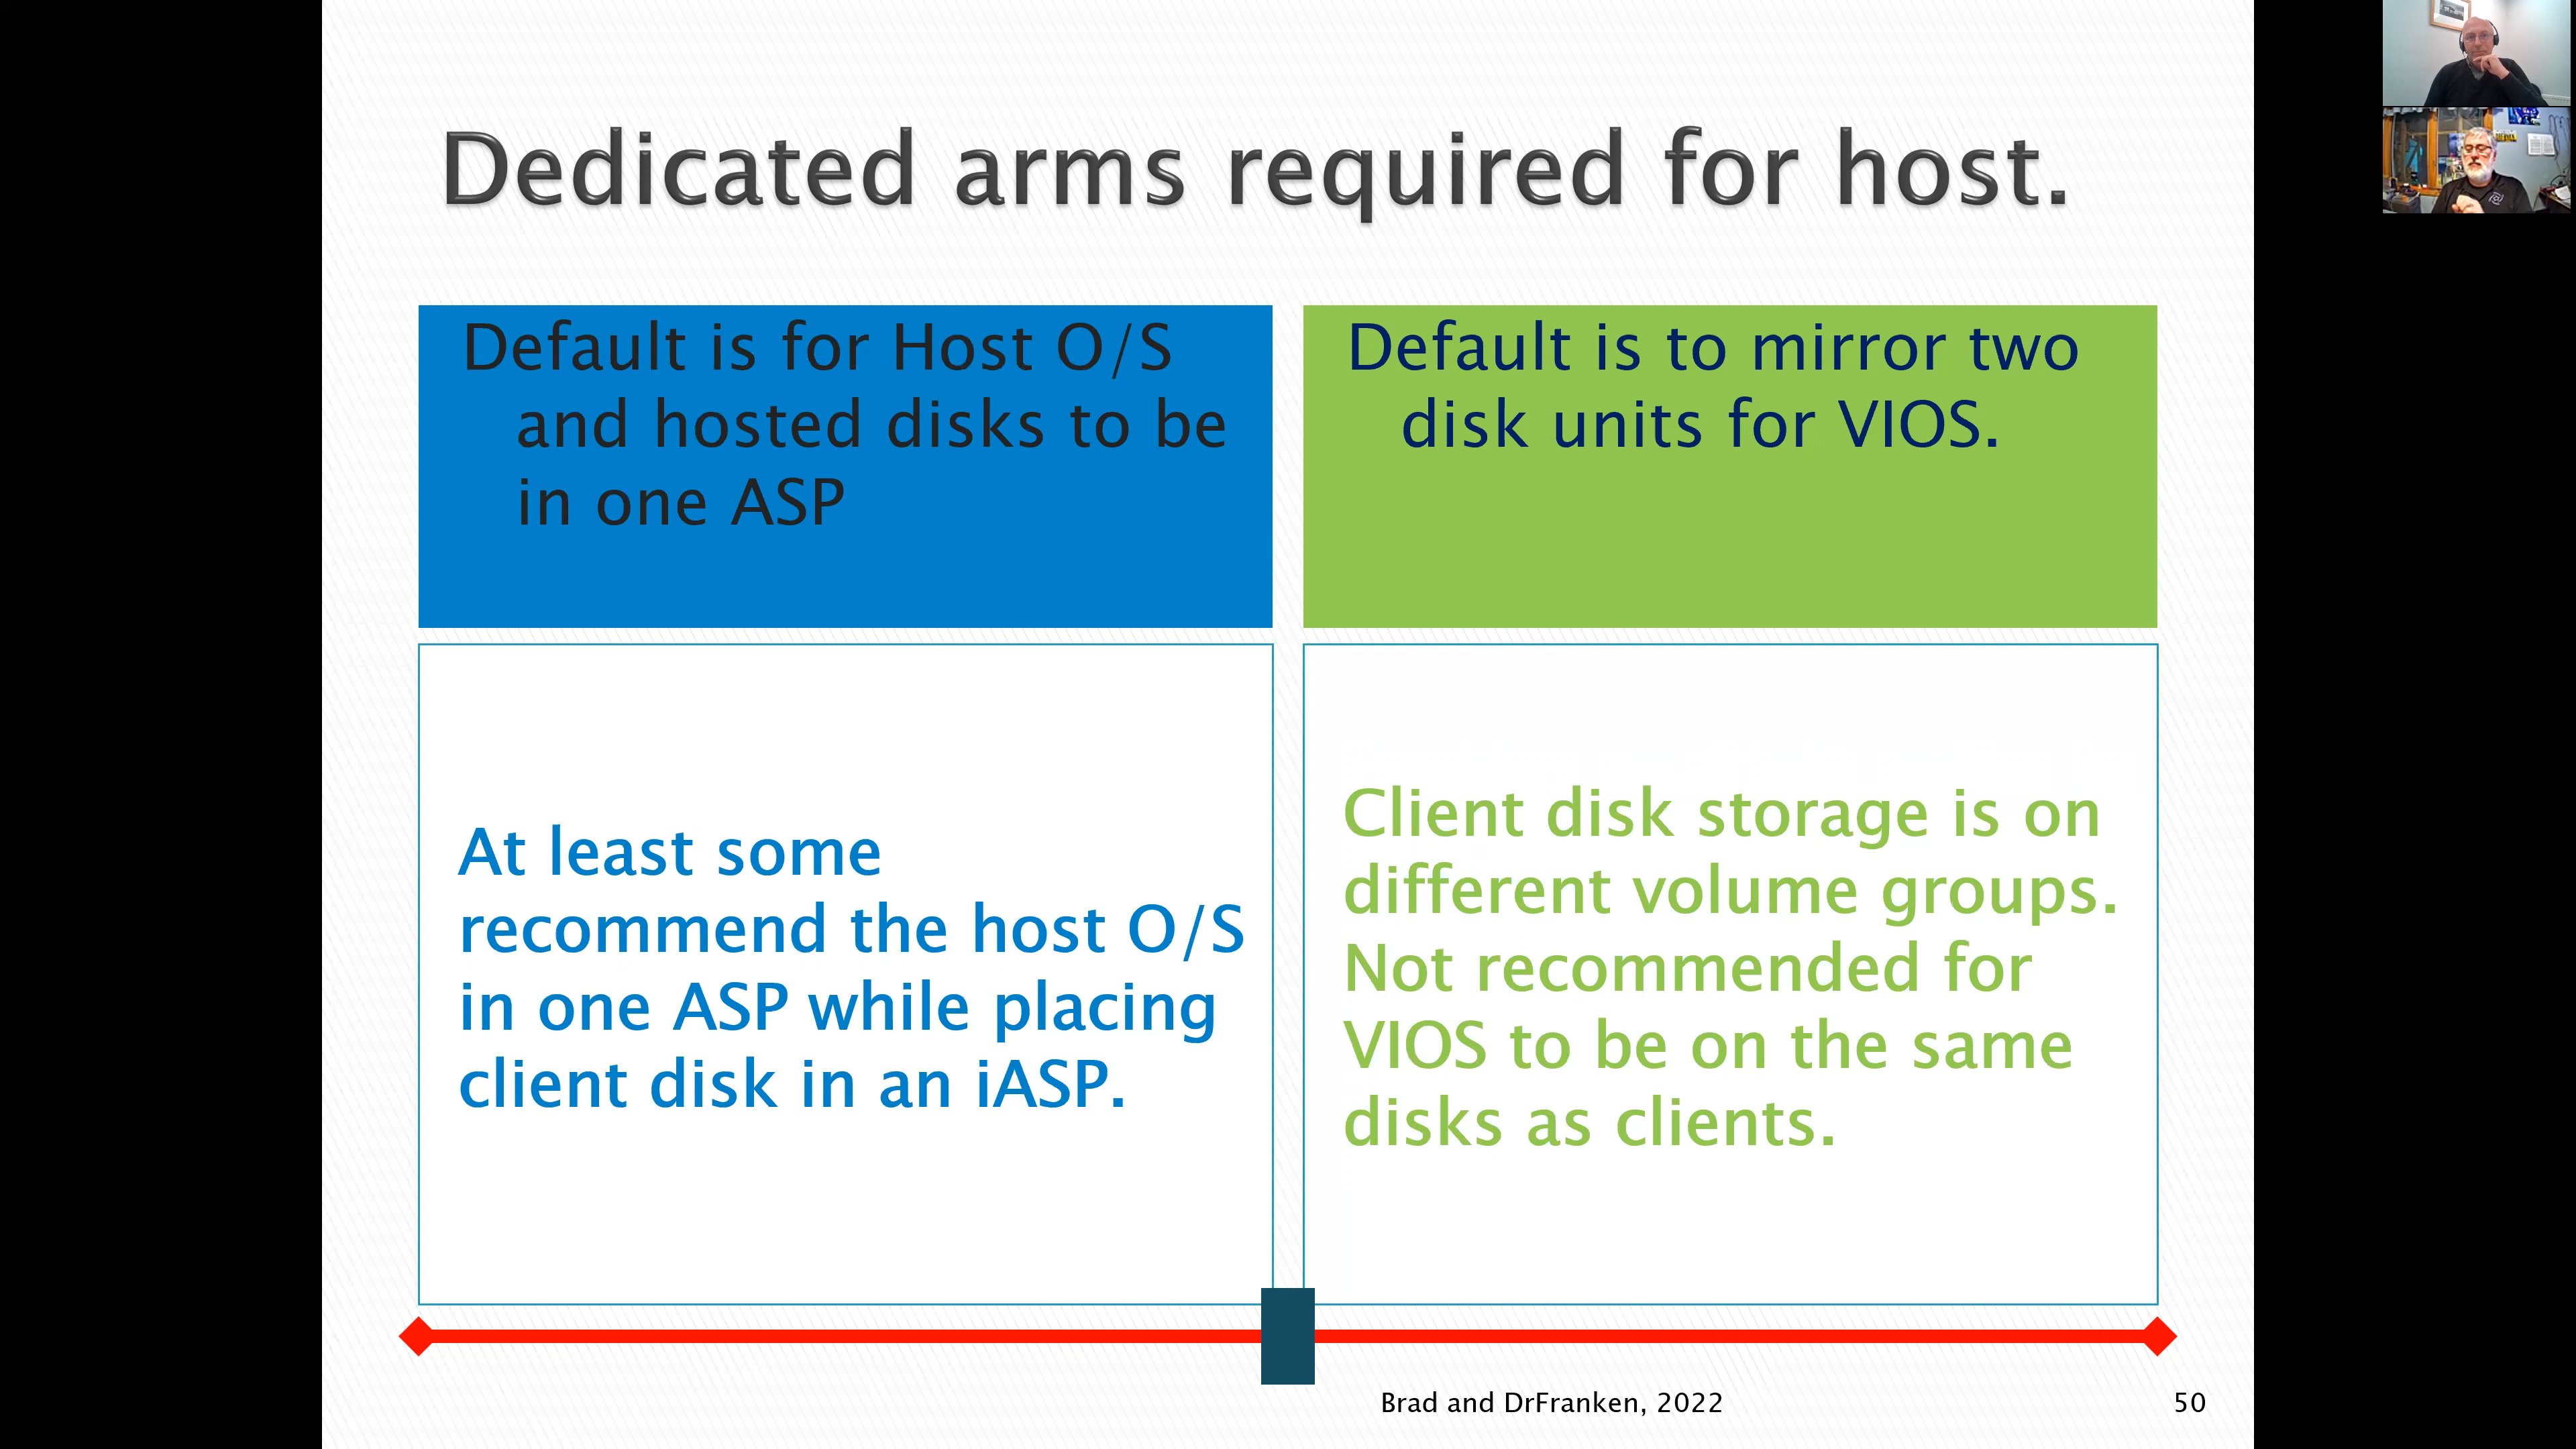 Dedicated arms required for host.
Default is for Host O/S
and hosted disks to be
in one ASP
Default is to mirror two
disk units for VIOS.
At least some
recommend the host O/S
in one ASP while placing
client disk in an iASP.
Client disk storage is on
different volume groups.
Not recommended for
VIOS to be on the same
disks as clients.
Brad and DrFranken, 2022
50